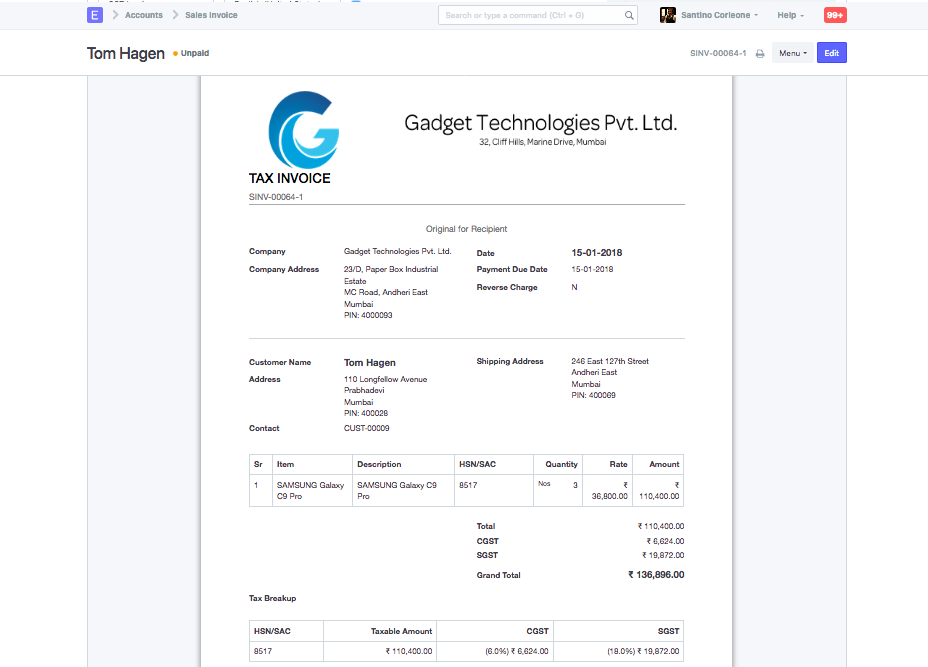 E Accounts Sales Invoice Search or type a command (Ctrl + G) Santino Corleone Help 99+
Tom Hagen Unpaid SINV-00064-1 Menu Edit
Gadget Technologies Pvt. Ltd.
32, Cliff Hills, Marine Drive, Mumbai
TAX INVOICE
SINV-00064-1
Original for Recipient
Company Gadget Technologies Pvt. Ltd. Date 15-01-2018
Company Address 23/D, Paper Box Industrial Payment Due Date 15-01-2018
Estate
Reverse Charge N
MC Road, Andheri East
Mumbai
PIN: 4000093
Customer Name Tom Hagen Shipping Address 246 East 127th Street
Andheri East
Address 110 Longfellow Avenue
Mumbai
Prabhadevi
PIN: 400069
Mumbai
PIN: 400028
Contact CUST-00009
Sr Item Description HSN/SAC Quantity Rate Amount
1 SAMSUNG Galaxy SAMSUNG Galaxy C9 8517 Nos 3 ₹ ₹
C9 Pro Pro 36,800.00 110,400.00
Total ₹ 110,400.00
CGST ₹ 6,624.00
SGST ₹ 19,872.00
Grand Total ₹ 136,896.00
Tax Breakup
HSN/SAC Taxable Amount CGST SGST
8517 ₹ 110,400.00 (6.0%) ₹ 6,624.00 (18.0%) ₹ 19,872.00